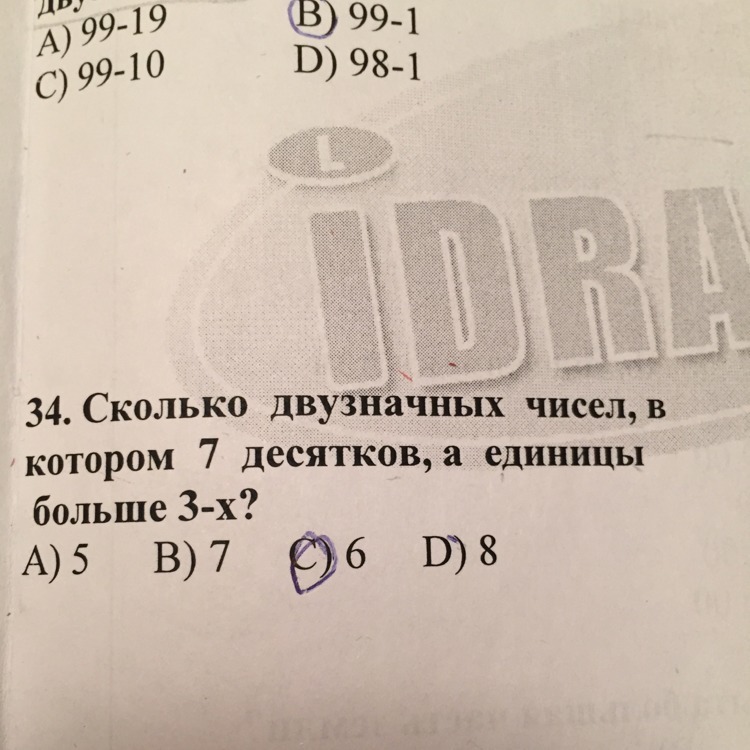 A) 99-19 B) 99-1
C) 99-10 D) 98-1
L
İDRA
34. Сколько двузначных чисел, в
котором 7 десятков, а единицы
больше 3-х?
A) 5 B) 7 C) 6 D) 8